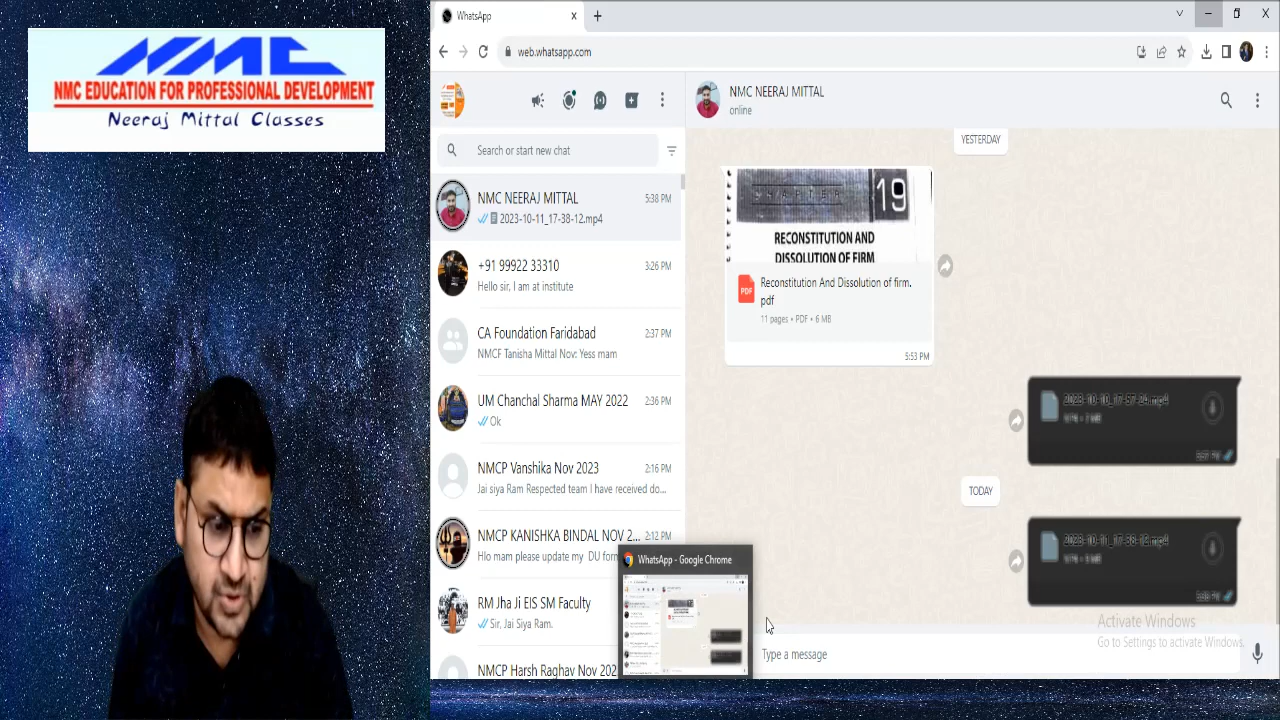 NMC
NMC EDUCATION FOR PROFESSIONAL DEVELOPMENT
Neeraj Mittal Classes
WhatsApp
web.whatsapp.com
Search or start new chat
NMC NEERAJ MITTAL
5:38 PM
2023-10-11_17-38-12.mp4
+91 99922 33310
3:26 PM
Hello sir, I am at institute
CA Foundation Faridabad
2:37 PM
NMCF Tanisha Mittal Nov: Yess mam
UM Chanchal Sharma MAY 2022
2:36 PM
Ok
NMCP Vanshika Nov 2023
2:16 PM
Jai siya Ram Respected team I have received do...
NMCP KANISHKA BINDAL NOV 2...
2:12 PM
Hlo mam please update my DU form
RM Jha Ji EIS SM Faculty
Sir, Jai Siya Ram.
NMCP Harsh Raghav Nov 202
WhatsApp - Google Chrome
NMC NEERAJ MITTAL
online
YESTERDAY
CHAPTER
19
RECONSTITUTION AND
DISSOLUTION OF FIRM
PDF
Reconstitution And Dissolution of firm.
pdf
11 pages • PDF • 6 MB
5:53 PM
TODAY
Activate Windows
Go to Settings to activate Windows.
Type a message